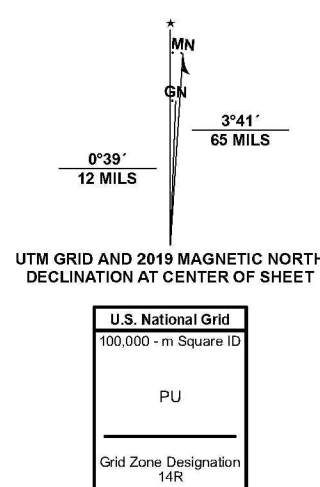 MN
GN
3°41´
65 MILS
0°39´
12 MILS
UTM GRID AND 2019 MAGNETIC NORTH
DECLINATION AT CENTER OF SHEET
U.S. National Grid
100,000 - m Square ID
PU
Grid Zone Designation
14R